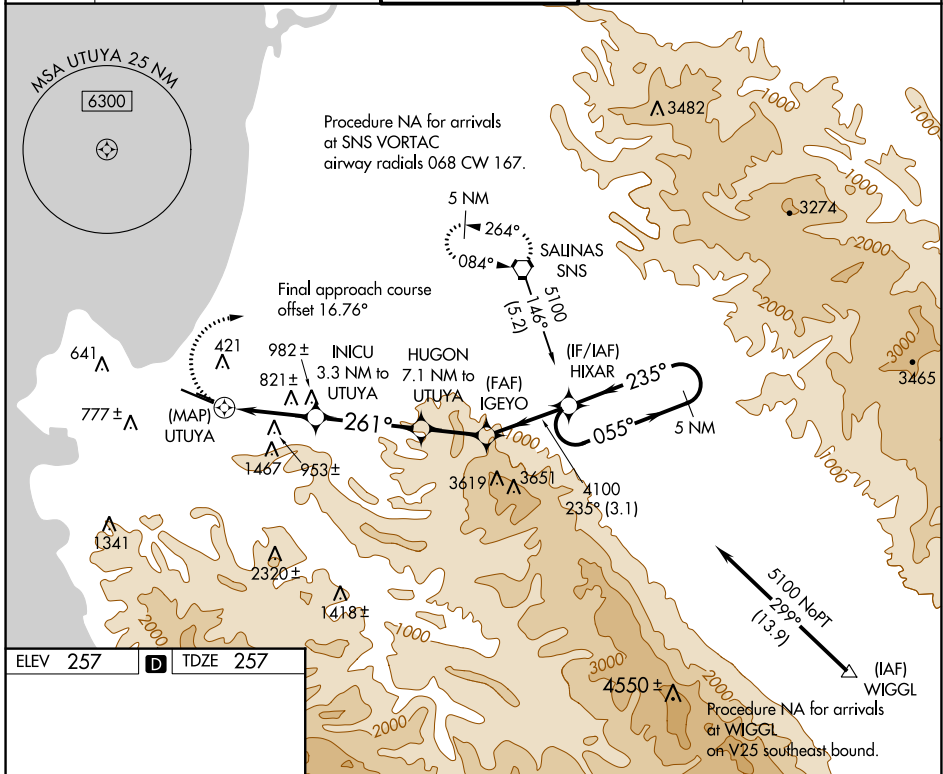 MSA UTUYA 25 NM
6300
Procedure NA for arrivals
at SNS VORTAC
airway radials 068 CW 167.
5 NM
264°
084°
SALINAS
SNS
5100
146°
(5.2)
3482
1000
1000
1000
1000
3274
2000
2000
2000
3000
3465
1000
Final approach course
offset 16.76°
641
421
982 ±
821 ±
777 ±
INICU
3.3 NM to
UTUYA
HUGON
7.1 NM to
UTUYA
(FAF)
IGEYO
(IF/IAF)
HIXAR
235°
055°
5 NM
(MAP)
UTUYA
261°
1000
1467
953 ±
3619
3651
4100
235° (3.1)
1341
2320 ±
1418 ±
2000
1000
5100 NoPT
299°
(13.9)
(IAF)
WIGGL
3000
4550 ±
2000
1000
2000
Procedure NA for arrivals
at WIGGL
on V25 southeast bound.
ELEV 257
D
TDZE 257